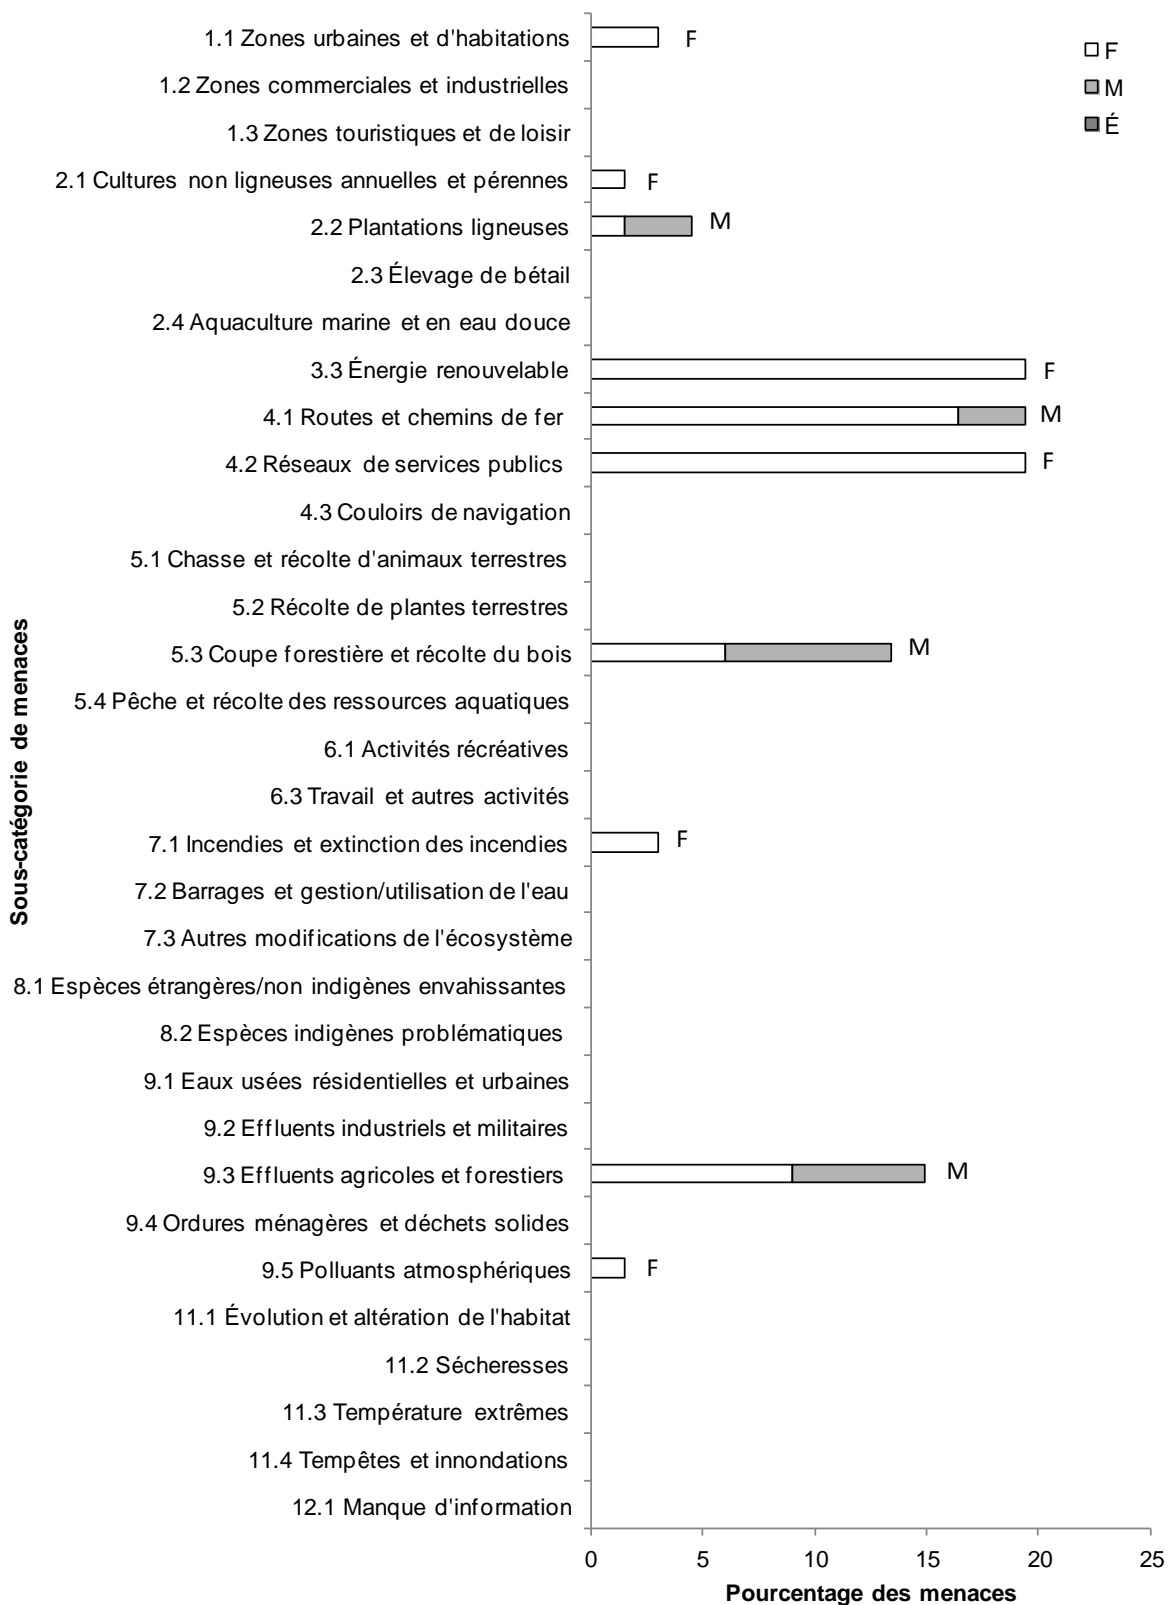 1.1 Zones urbaines et d'habitations F
1.2 Zones commerciales et industrielles
1.3 Zones touristiques et de loisir
2.1 Cultures non ligneuses annuelles et pérennes F
2.2 Plantations ligneuses M
2.3 Élevage de bétail
2.4 Aquaculture marine et en eau douce
3.3 Énergie renouvelable F
4.1 Routes et chemins de fer M
4.2 Réseaux de services publics F
4.3 Couloirs de navigation
5.1 Chasse et récolte d'animaux terrestres
5.2 Récolte de plantes terrestres
5.3 Coupe forestière et récolte du bois M
5.4 Pêche et récolte des ressources aquatiques
6.1 Activités récréatives
6.3 Travail et autres activités
7.1 Incendies et extinction des incendies F
7.2 Barrages et gestion/utilisation de l'eau
7.3 Autres modifications de l'écosystème
8.1 Espèces étrangères/non indigènes envahissantes
8.2 Espèces indigènes problématiques
9.1 Eaux usées résidentielles et urbaines
9.2 Effluents industriels et militaires
9.3 Effluents agricoles et forestiers M
9.4 Ordures ménagères et déchets solides
9.5 Polluants atmosphériques F
11.1 Évolution et altération de l'habitat
11.2 Sécheresses
11.3 Température extrêmes
11.4 Tempêtes et innondations
12.1 Manque d'information
Sous-catégorie de menaces
0 5 10 15 20 25
Pourcentage des menaces
F
M
É